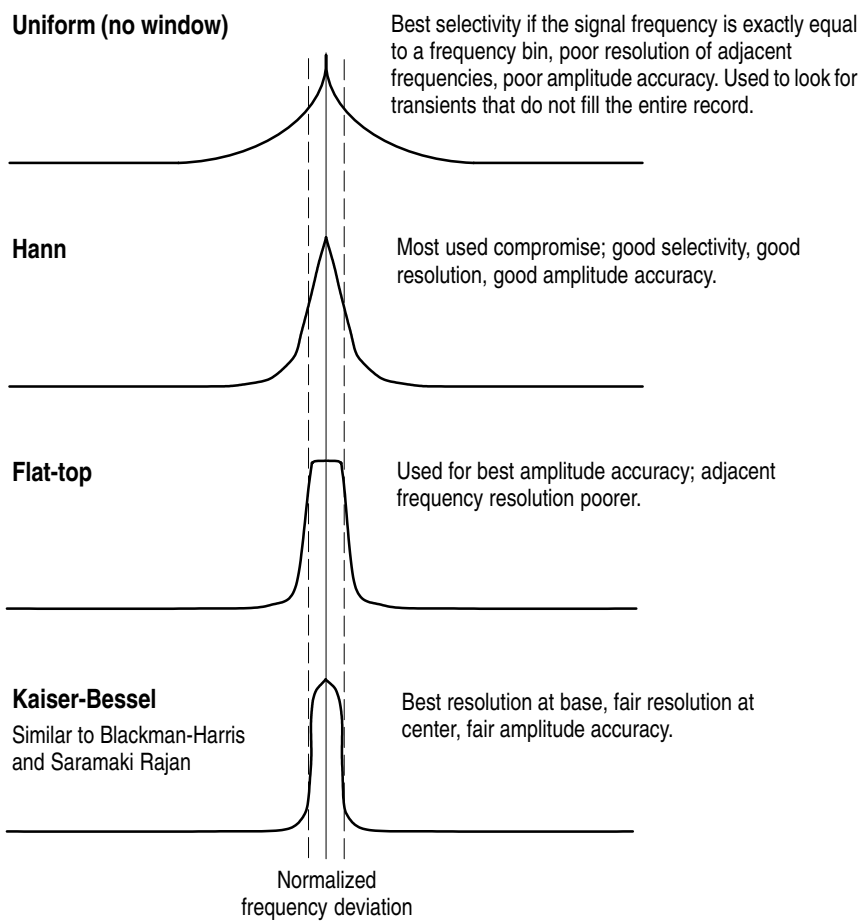 Uniform (no window)
Best selectivity if the signal frequency is exactly equal
to a frequency bin, poor resolution of adjacent
frequencies, poor amplitude accuracy. Used to look for
transients that do not fill the entire record.
Hann
Most used compromise; good selectivity, good
resolution, good amplitude accuracy.
Flat-top
Used for best amplitude accuracy; adjacent
frequency resolution poorer.
Kaiser-Bessel
Similar to Blackman-Harris
and Saramaki Rajan
Best resolution at base, fair resolution at
center, fair amplitude accuracy.
Normalized
frequency deviation